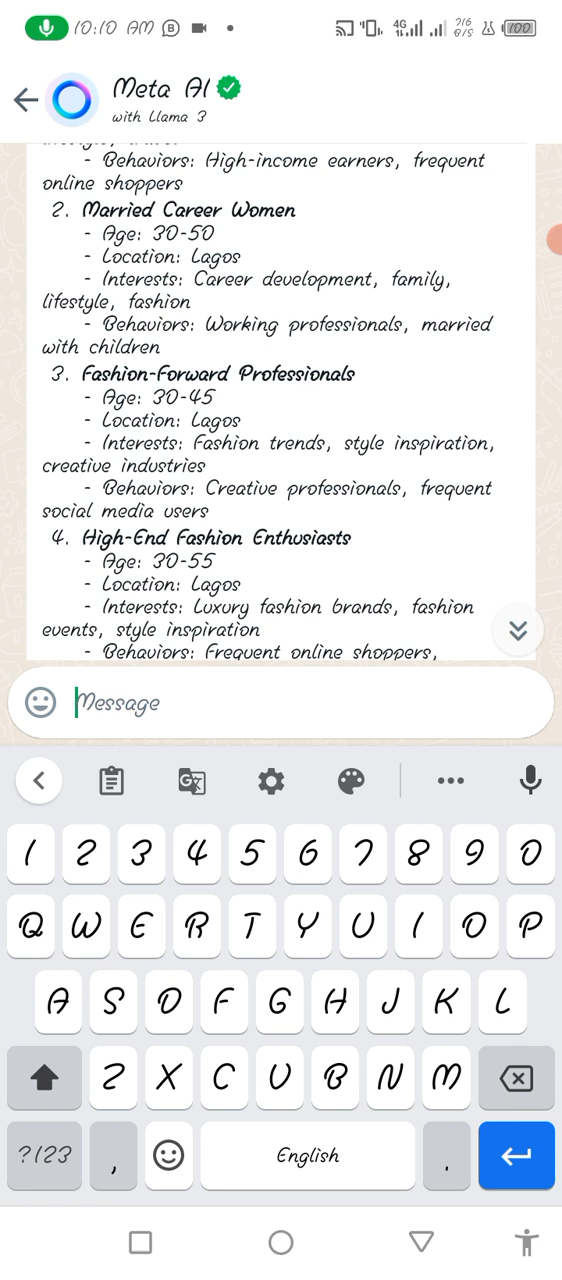 10:10 AM
4G
716
B/S
100
Meta AI
with Llama 3
- Behaviors: High-income earners, frequent
online shoppers
2. Married Career Women
- Age: 30-50
- Location: Lagos
- Interests: Career development, family,
lifestyle, fashion
- Behaviors: Working professionals, married
with children
3. Fashion-Forward Professionals
- Age: 30-45
- Location: Lagos
- Interests: Fashion trends, style inspiration,
creative industries
- Behaviors: Creative professionals, frequent
social media users
4. High-End Fashion Enthusiasts
- Age: 30-55
- Location: Lagos
- Interests: Luxury fashion brands, fashion
events, style inspiration
- Behaviors: Frequent online shoppers,
Message
1 2 3 4 5 6 7 8 9 0
Q W E R T Y U I O P
A S D F G H J K L
Z X C V B N M
?123 , English .